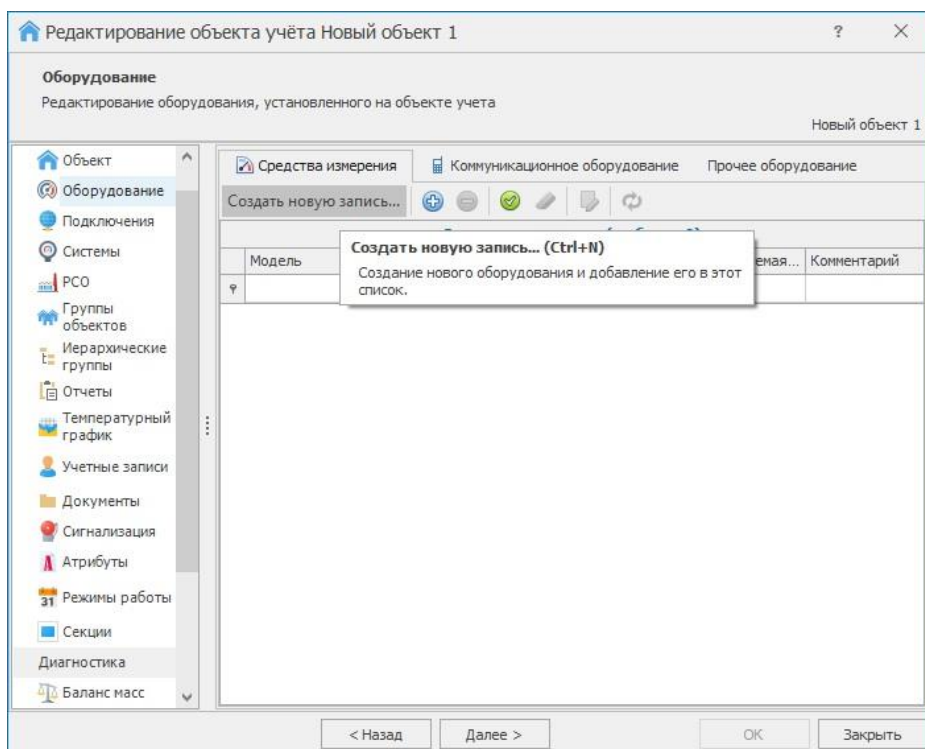 Редактирование объекта учёта Новый объект 1
?
Оборудование
Редактирование оборудования, установленного на объекте учета
Новый объект 1
Объект
Оборудование
Подключения
Системы
РСО
Группы
объектов
Иерархические
группы
Отчеты
Температурный
график
Учетные записи
Документы
Сигнализация
Атрибуты
31 Режимы работы
Секции
Диагностика
Баланс масс
Средства измерения
Коммуникационное оборудование
Прочее оборудование
Создать новую запись...
Модель
емая...
Комментарий
Создать новую запись... (Ctrl+N)
Создание нового оборудования и добавление его в этот
список.
< Назад
Далее >
ОК
Закрыть